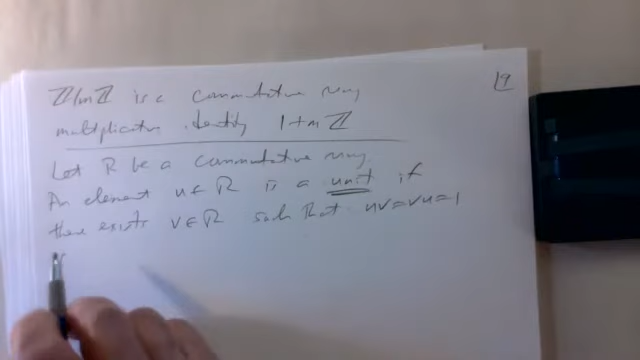 19
ℤ/mℤ is a commutative ring
multiplicative identity 1+mℤ
Let R be a commutative ring
An element u∈R is a unit if
there exists v∈R such that uv=vu=1